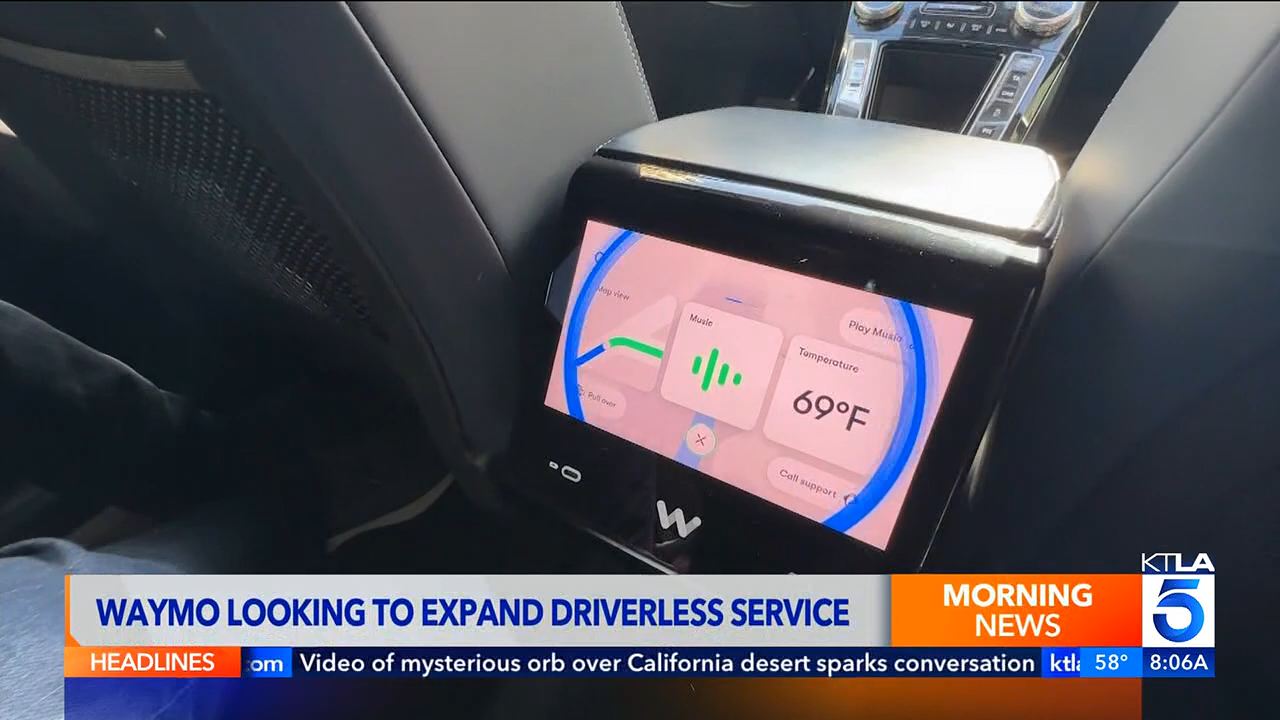 Map view
Music
Play Music
Temperature
69°F
Pull over
Call support
W
KTLA
5
WAYMO LOOKING TO EXPAND DRIVERLESS SERVICE
MORNING
NEWS
HEADLINES
om Video of mysterious orb over California desert sparks conversation ktla
58° 8:06A